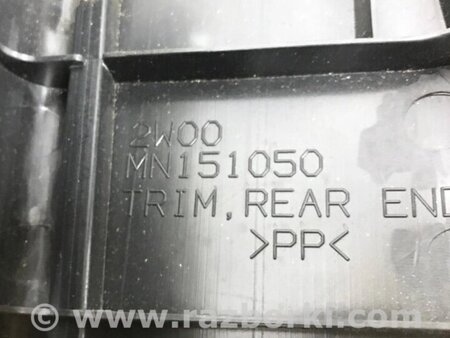 2W00
MN151050
TRIM, REAR END
>PP<
© www.razborki.com